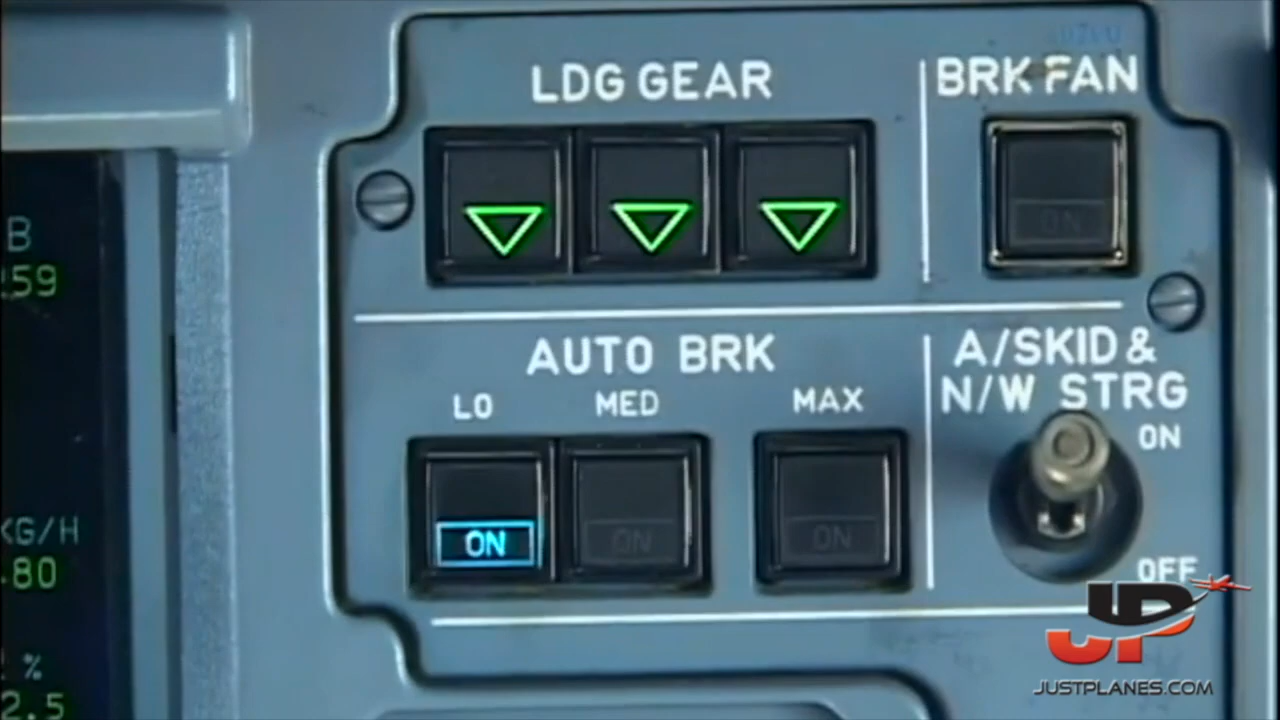 LDG GEAR
BRK FAN
ON
B
259
AUTO BRK
A/SKID &
N/W STRG
LO
MED
MAX
ON
ON
ON
ON
OFF
KG/H
80
%
2.5
JP
JUSTPLANES.COM